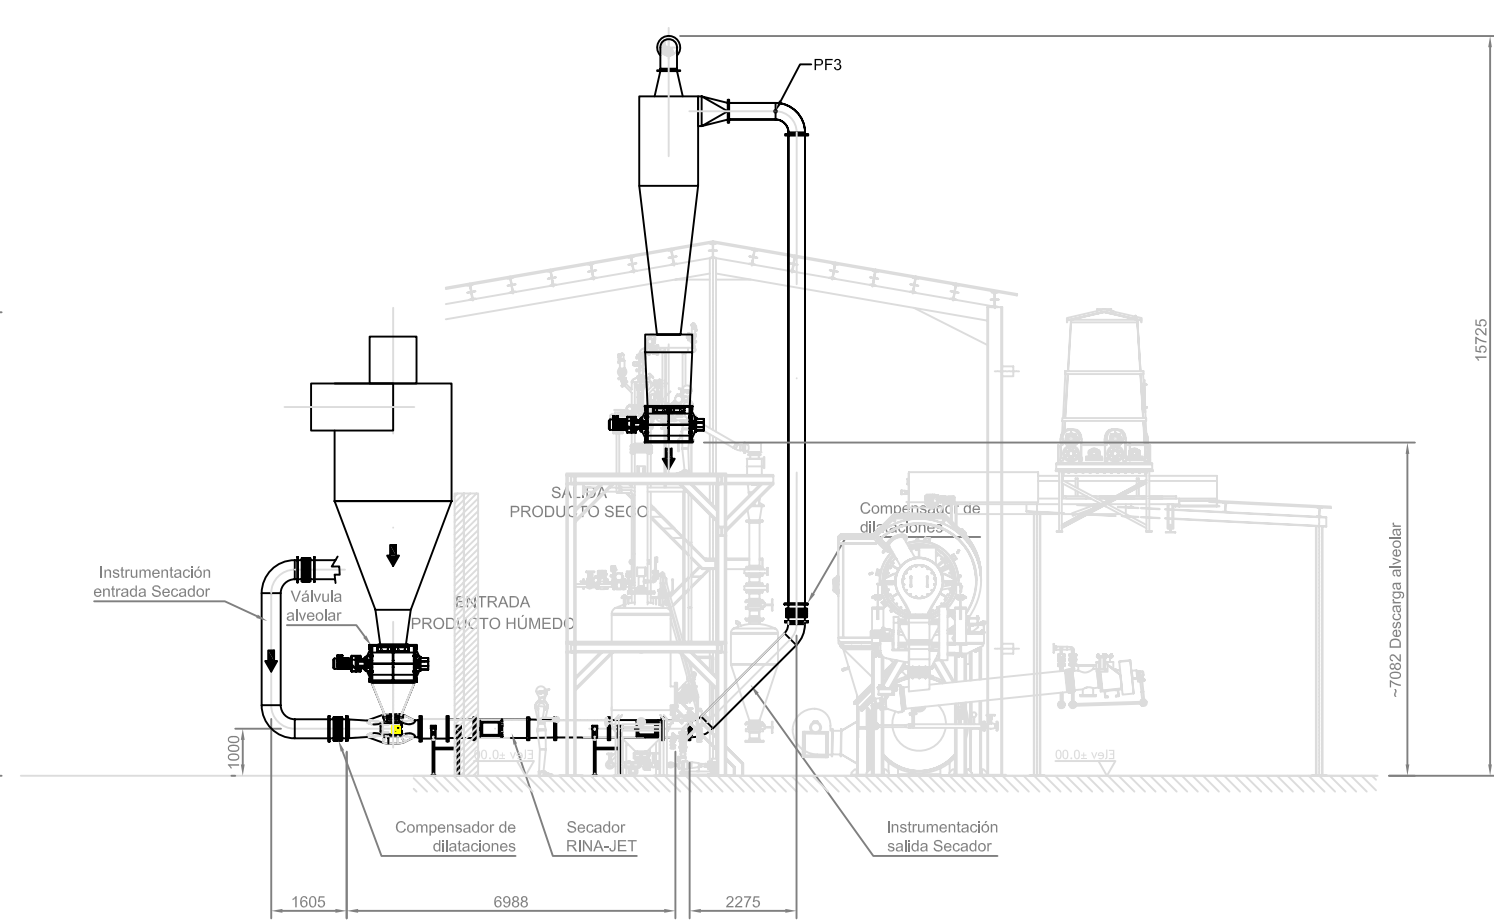 PF3
15725
SALIDA
PRODUCTO SECO
Compensador de
dilataciones
Instrumentación
entrada Secador
Válvula
alveolar
ENTRADA
PRODUCTO HÚMEDO
~7082 Descarga alveolar
1000
Elev ±0.00
Elev ±0.00
Compensador de
dilataciones
Secador
RINA-JET
Instrumentación
salida Secador
1605
6988
2275